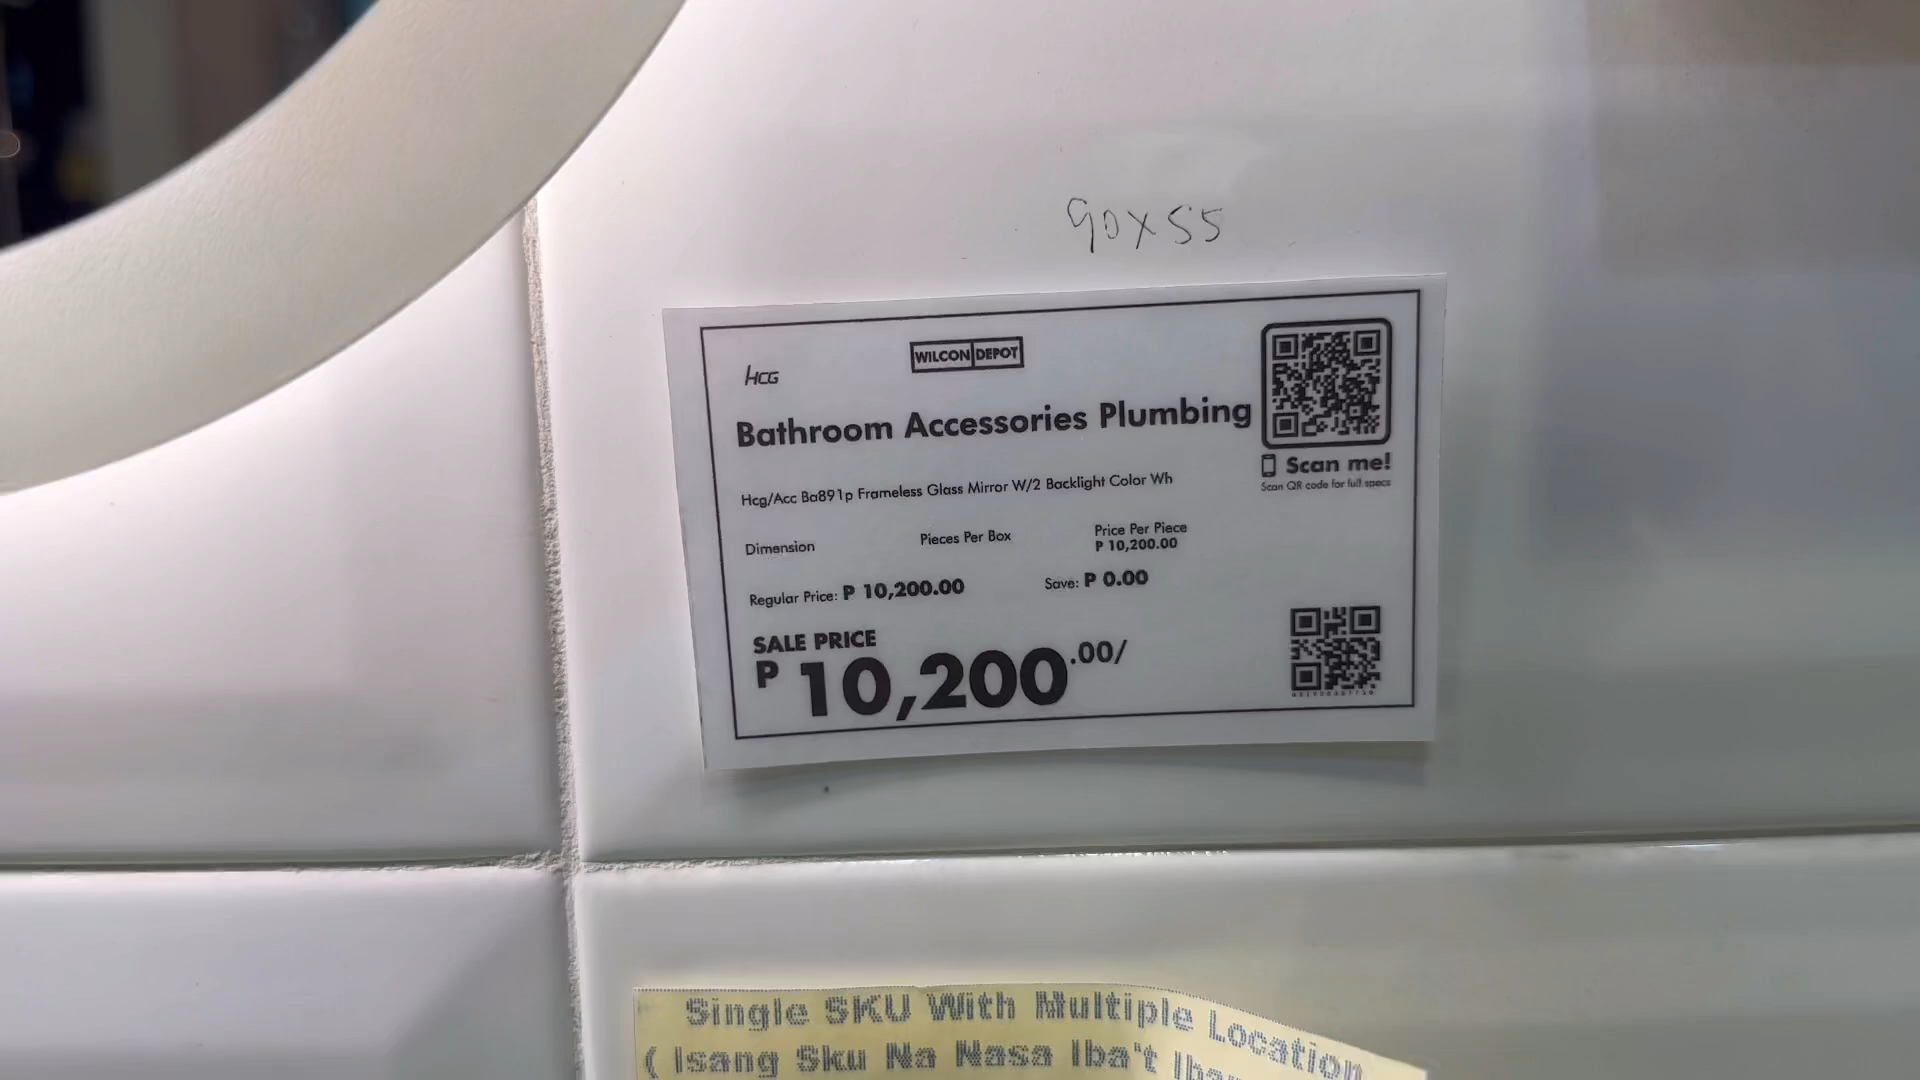 90x55
HCG
WILCON DEPOT
Bathroom Accessories Plumbing
Scan me!
Scan QR code for full specs
Hcg/Acc Ba891p Frameless Glass Mirror W/2 Backlight Color Wh
Dimension
Pieces Per Box
Price Per Piece
P 10,200.00
Regular Price: P 10,200.00
Save: P 0.00
SALE PRICE
P 10,200.00/
Single SKU With Multiple Location
( Isang Sku Na Nasa Iba't